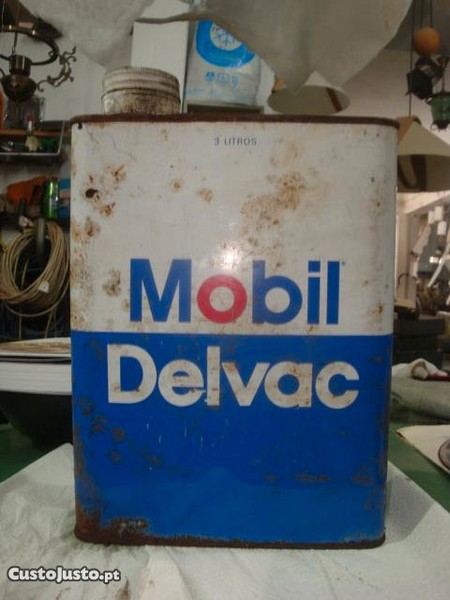 3 LITROS
Mobil
Delvac
CustoJusto.pt